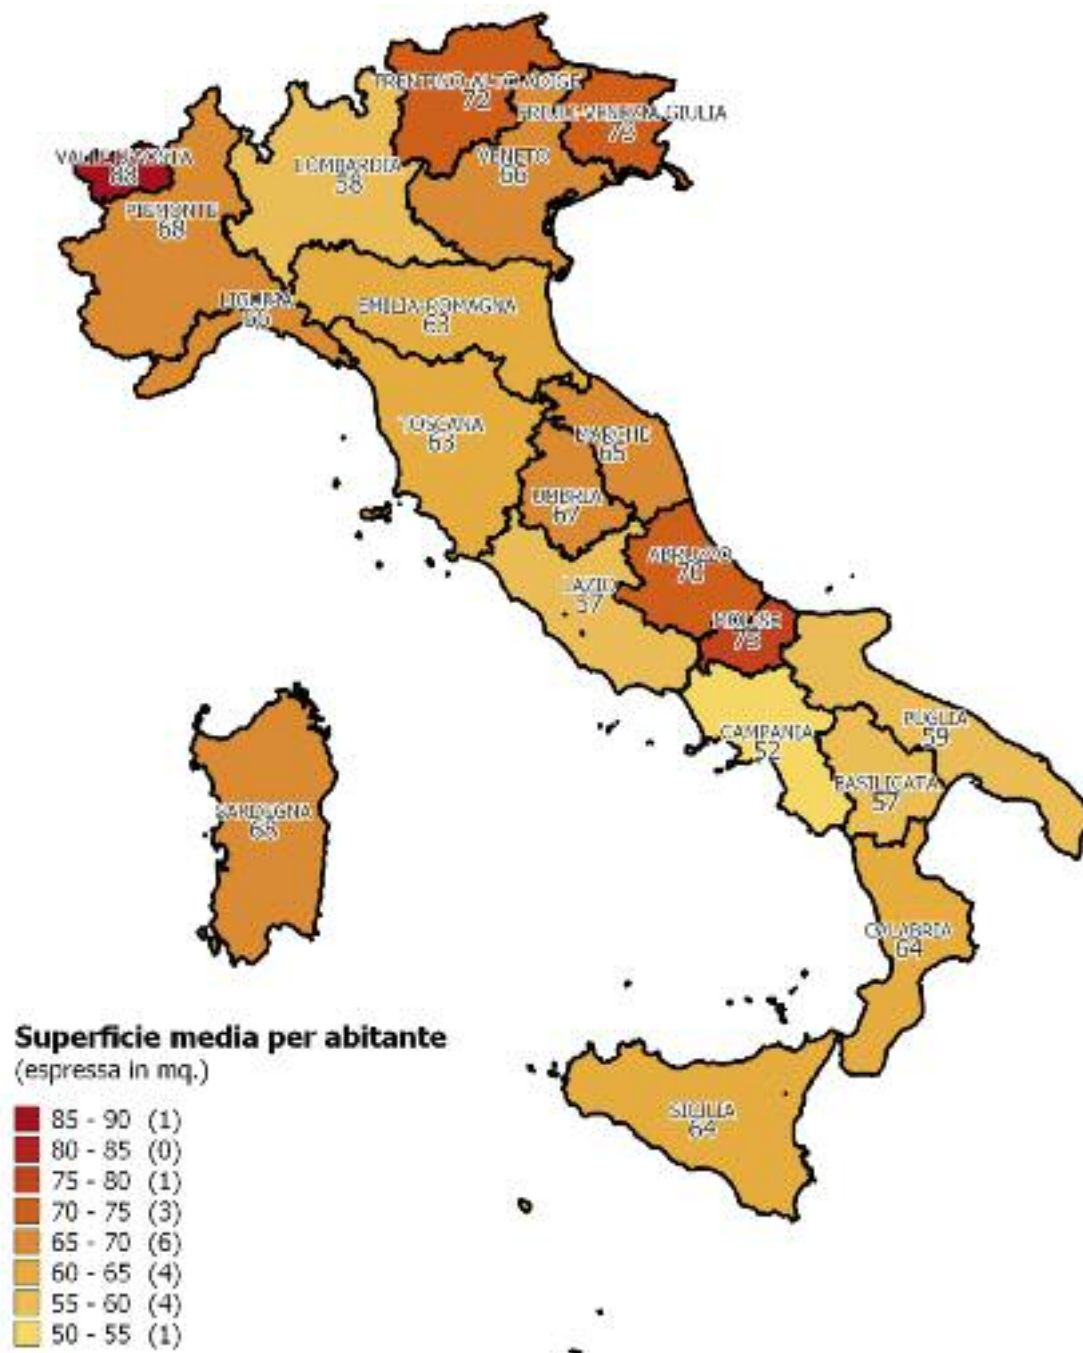 TRENTINO-ALTO ADIGE
72
FRIULI-VENEZIA GIULIA
73
VALLE D'AOSTA
88
LOMBARDIA
58
VENETO
66
PIEMONTE
68
LIGURIA
66
EMILIA-ROMAGNA
63
TOSCANA
63
MARCHE
65
UMBRIA
67
ABRUZZO
70
LAZIO
57
MOLISE
75
CAMPANIA
52
PUGLIA
59
BASILICATA
57
SARDEGNA
CALABRIA
64
SICILIA
64
Superficie media per abitante
(espressa in mq.)
85 - 90 (1)
80 - 85 (0)
75 - 80 (1)
70 - 75 (3)
65 - 70 (6)
60 - 65 (4)
55 - 60 (4)
50 - 55 (1)